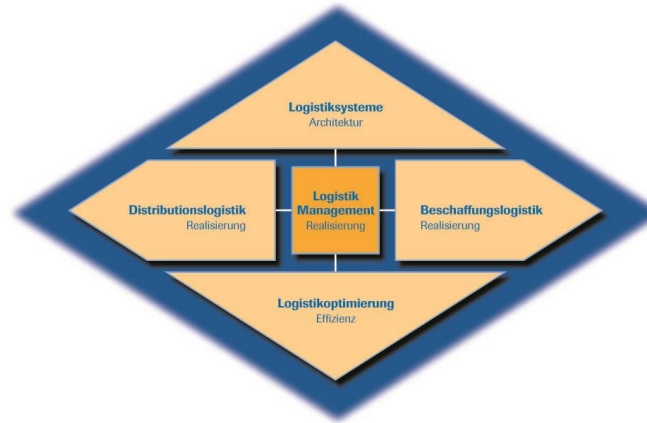 Logistiksysteme
Architektur
Distributionslogistik
Realisierung
Logistik
Management
Realisierung
Beschaffungslogistik
Realisierung
Logistikoptimierung
Effizienz